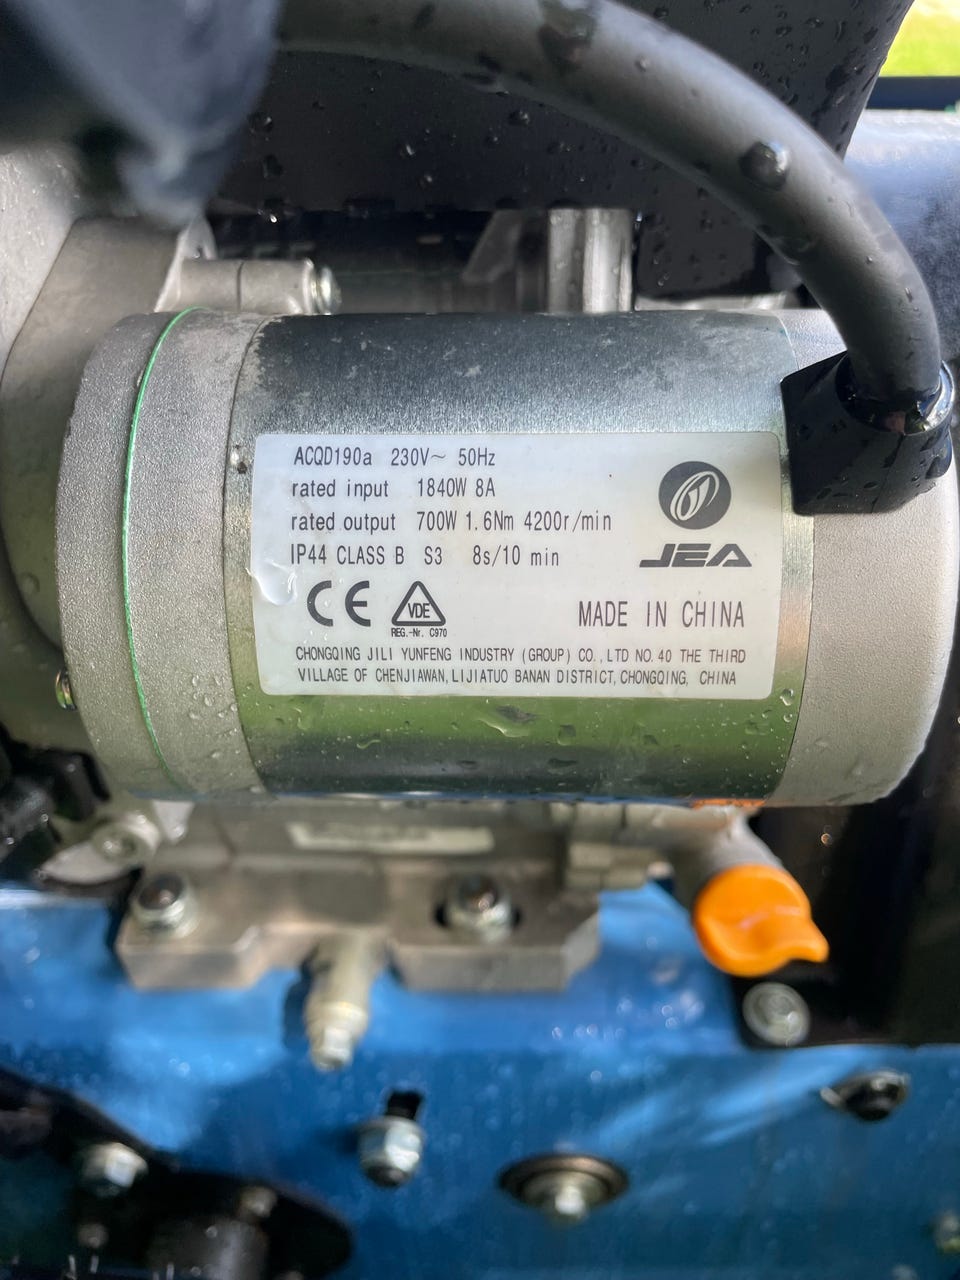 ACQD190a 230V~ 50Hz
rated input 1840W 8A
rated output 700W 1.6Nm 4200r/min
IP44 CLASS B S3 8s/10 min
JEA
CE VDE
REG.-Nr. C970
MADE IN CHINA
CHONGQING JILI YUNFENG INDUSTRY (GROUP) CO., LTD NO. 40 THE THIRD
VILLAGE OF CHENJIAWAN, LIJIATUO BANAN DISTRICT, CHONGQING, CHINA